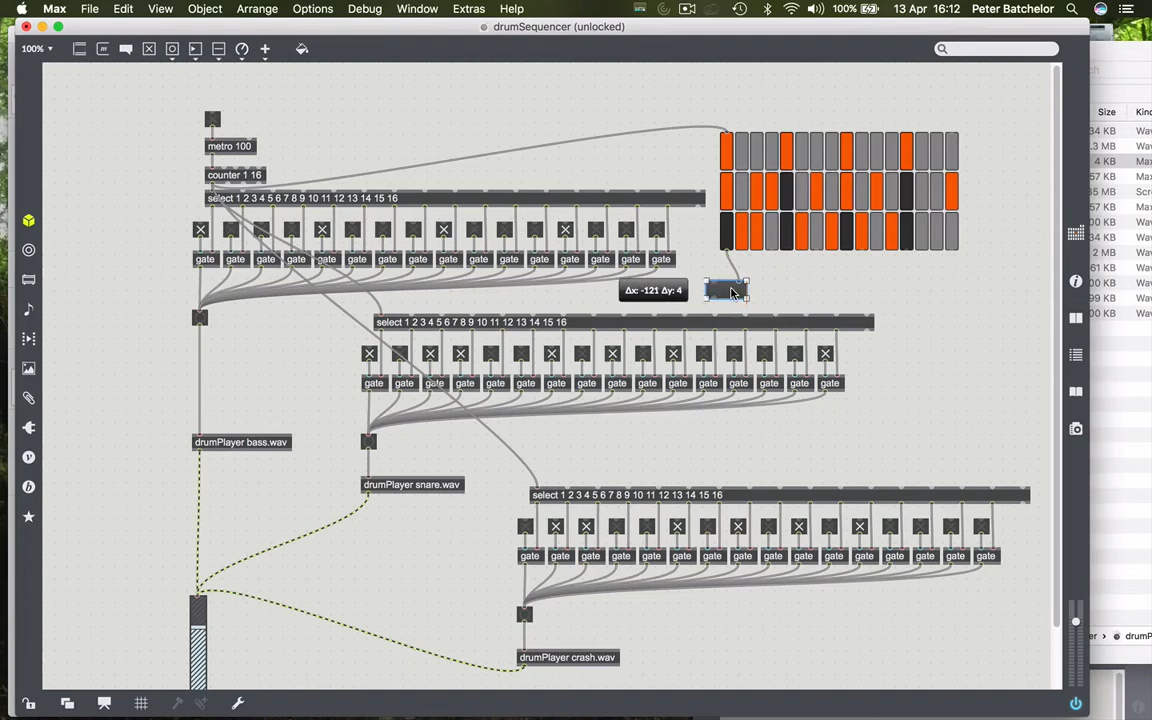 Max File Edit View Object Arrange Options Debug Window Extras Help 100% 13 Apr 16:12 Peter Batchelor
drumSequencer (unlocked)
100%
Size Kind
metro 100
counter 1 16
select 1 2 3 4 5 6 7 8 9 10 11 12 13 14 15 16
gate gate gate gate gate gate gate gate gate gate gate gate gate gate gate gate
Δx: -121 Δy: 4
select 1 2 3 4 5 6 7 8 9 10 11 12 13 14 15 16
gate gate gate gate gate gate gate gate gate gate gate gate gate gate gate gate
drumPlayer bass.wav
drumPlayer snare.wav
select 1 2 3 4 5 6 7 8 9 10 11 12 13 14 15 16
gate gate gate gate gate gate gate gate gate gate gate gate gate gate gate gate
drumPlayer crash.wav